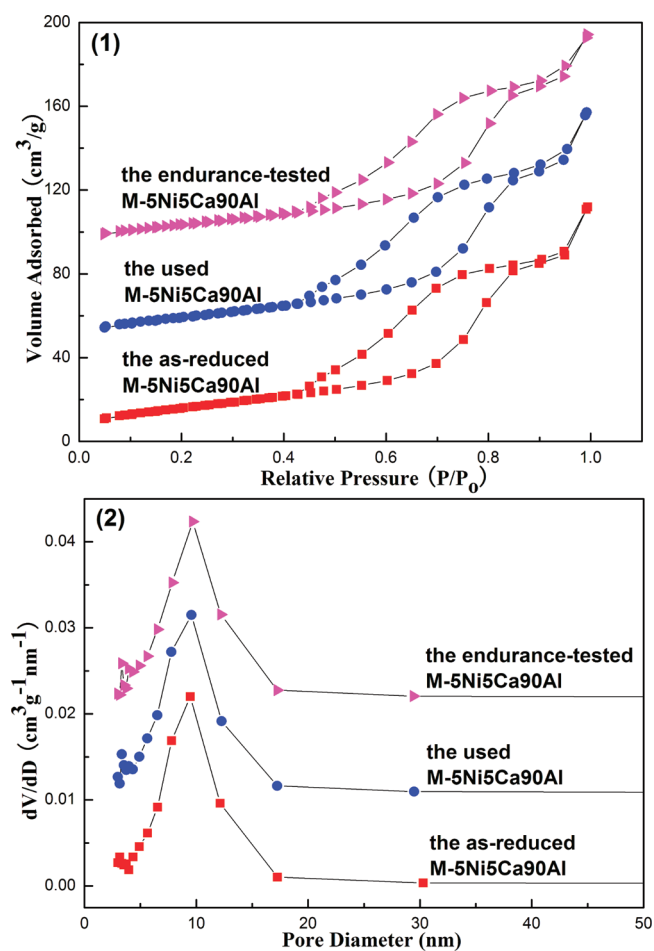 (1)
200
160
120
80
40
0
Volume Adsorbed (cm³/g)
the endurance-tested
M-5Ni5Ca90Al
the used
M-5Ni5Ca90Al
the as-reduced
M-5Ni5Ca90Al
0.0 0.2 0.4 0.6 0.8 1.0
Relative Pressure (P/Po)
(2)
0.04
0.03
0.02
0.01
0.00
dV/dD (cm³g⁻¹nm⁻¹)
the endurance-tested
M-5Ni5Ca90Al
the used
M-5Ni5Ca90Al
the as-reduced
M-5Ni5Ca90Al
0 10 20 30 40 50
Pore Diameter (nm)